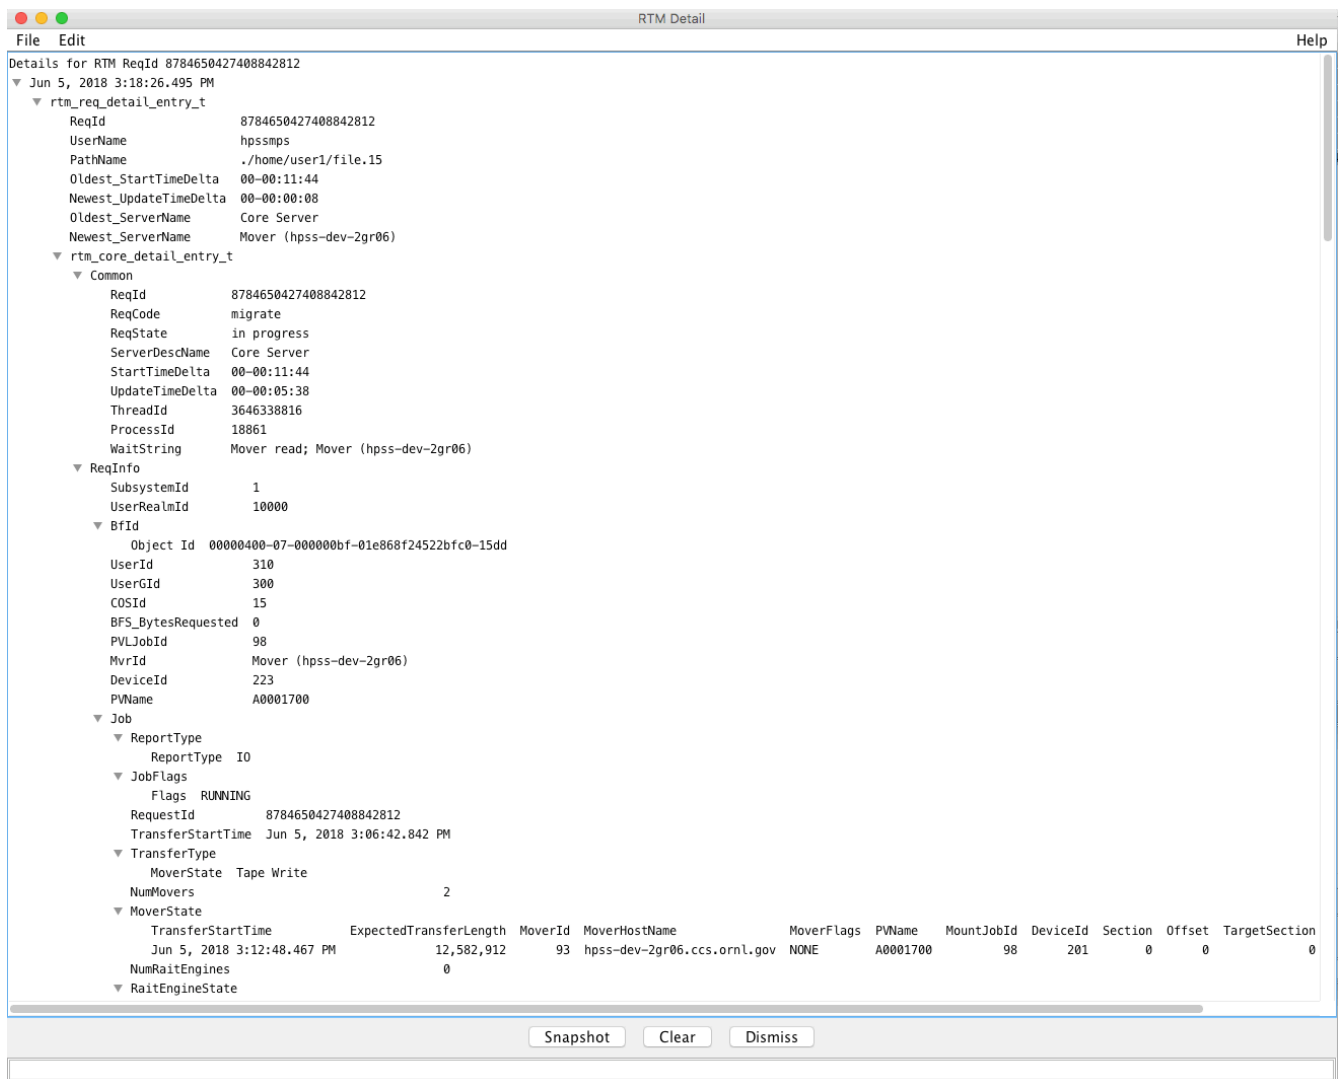 RTM Detail
File Edit Help
Details for RTM ReqId 8784650427408842812
Jun 5, 2018 3:18:26.495 PM
rtm_req_detail_entry_t
ReqId 8784650427408842812
UserName hpssmps
PathName ./home/user1/file.15
Oldest_StartTimeDelta 00-00:11:44
Newest_UpdateTimeDelta 00-00:00:08
Oldest_ServerName Core Server
Newest_ServerName Mover (hpss-dev-2gr06)
rtm_core_detail_entry_t
Common
ReqId 8784650427408842812
ReqCode migrate
ReqState in progress
ServerDescName Core Server
StartTimeDelta 00-00:11:44
UpdateTimeDelta 00-00:05:38
ThreadId 3646338816
ProcessId 18861
WaitString Mover read; Mover (hpss-dev-2gr06)
ReqInfo
SubsystemId 1
UserRealmId 10000
BfId
Object Id 00000400-07-000000bf-01e868f24522bfc0-15dd
UserId 310
UserGId 300
COSId 15
BFS_BytesRequested 0
PVLJobId 98
MvrId Mover (hpss-dev-2gr06)
DeviceId 223
PVName A0001700
Job
ReportType
ReportType IO
JobFlags
Flags RUNNING
RequestId 8784650427408842812
TransferStartTime Jun 5, 2018 3:06:42.842 PM
TransferType
MoverState Tape Write
NumMovers 2
MoverState
TransferStartTime ExpectedTransferLength MoverId MoverHostName MoverFlags PVName MountJobId DeviceId Section Offset TargetSection
Jun 5, 2018 3:12:48.467 PM 12,582,912 93 hpss-dev-2gr06.ccs.ornl.gov NONE A0001700 98 201 0 0 0
NumRaitEngines 0
RaitEngineState
Snapshot Clear Dismiss